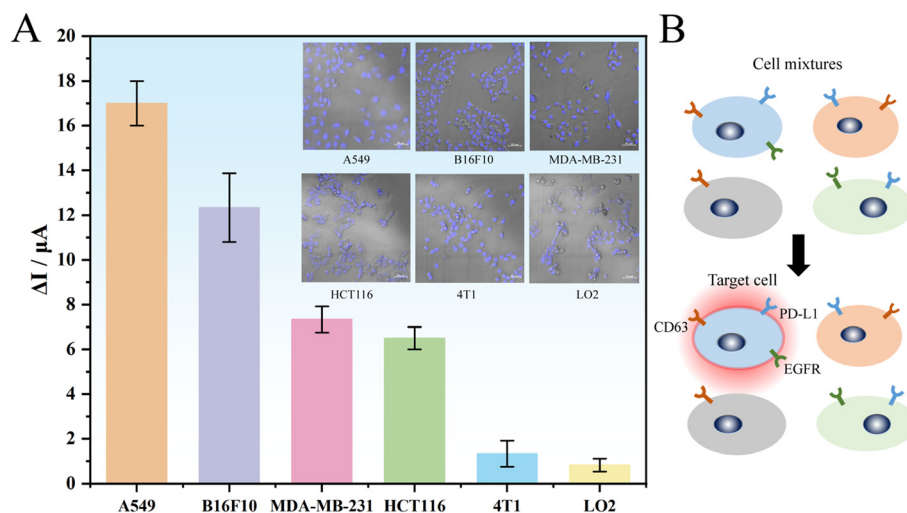 A
ΔI / μA
20
18
16
14
12
10
8
6
4
2
0
A549
B16F10
MDA-MB-231
HCT116
4T1
LO2
A549
B16F10
MDA-MB-231
HCT116
4T1
LO2
B
Cell mixtures
Target cell
CD63
PD-L1
EGFR